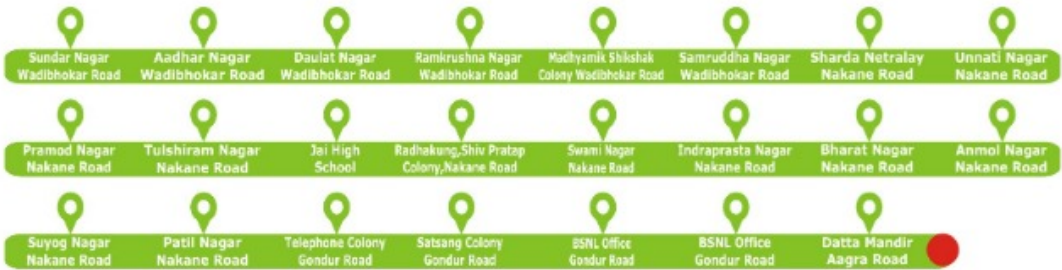 Sundar Nagar
Wadibhokar Road
Aadhar Nagar
Wadibhokar Road
Daulat Nagar
Wadibhokar Road
Ramkrushna Nagar
Wadibhokar Road
Madhyamik Shikshak
Colony Wadibhokar Road
Samruddha Nagar
Wadibhokar Road
Sharda Netralay
Nakane Road
Unnati Nagar
Nakane Road
Pramod Nagar
Nakane Road
Tulshiram Nagar
Nakane Road
Jai High
School
Radhakung,Shiv Pratap
Colony,Nakane Road
Swami Nagar
Nakane Road
Indraprasta Nagar
Nakane Road
Bharat Nagar
Nakane Road
Anmol Nagar
Nakane Road
Suyog Nagar
Nakane Road
Patil Nagar
Nakane Road
Telephone Colony
Gondur Road
Satsang Colony
Gondur Road
BSNL Office
Gondur Road
BSNL Office
Gondur Road
Datta Mandir
Aagra Road